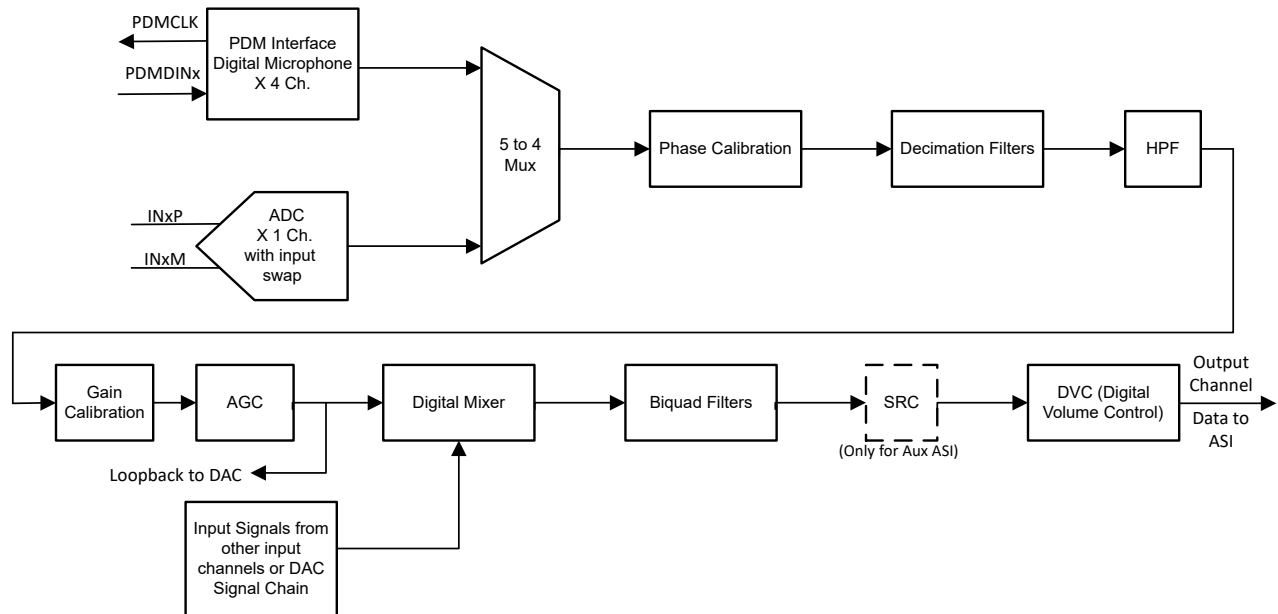 PDMCLK
PDMDINx
PDM Interface
Digital Microphone
X 4 Ch.
5 to 4
Mux
Phase Calibration
Decimation Filters
HPF
INxP
INxM
ADC
X 1 Ch.
with input
swap
Gain
Calibration
AGC
Digital Mixer
Biquad Filters
SRC
(Only for Aux ASI)
DVC (Digital
Volume Control)
Output
Channel
Data to
ASI
Loopback to DAC
Input Signals from
other input
channels or DAC
Signal Chain